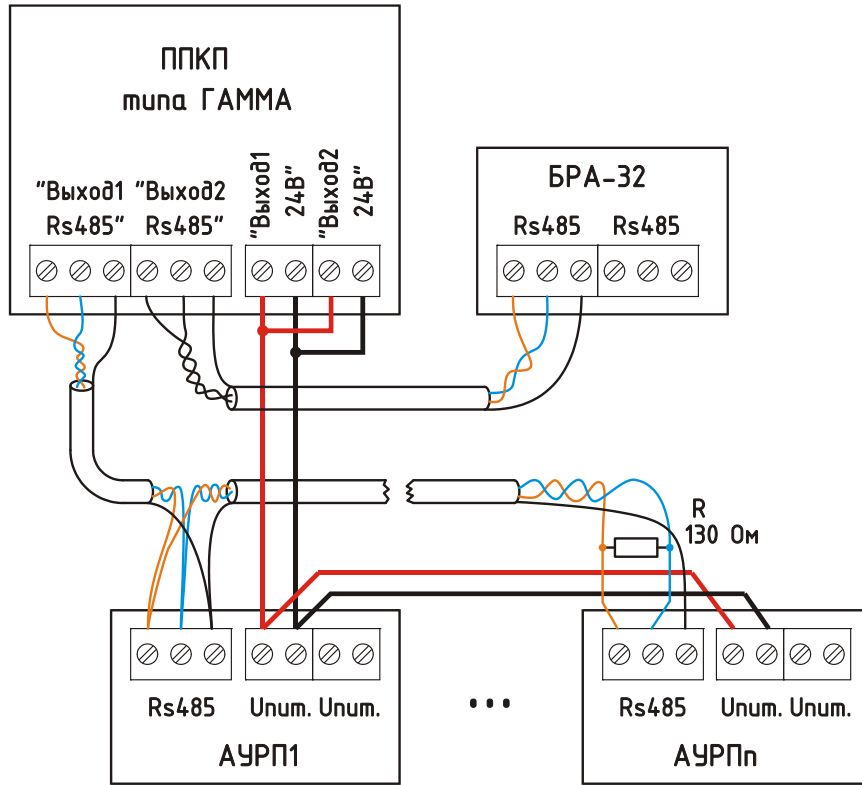 ППКП
типа ГАММА
"Выход1 "Выход2
Rs485" Rs485"
"Выход1
24В"
"Выход2
24В"
БРА-32
Rs485 Rs485
R
130 Ом
Rs485 Uпит. Uпит.
АУРП1
...
Rs485 Uпит. Uпит.
АУРПn